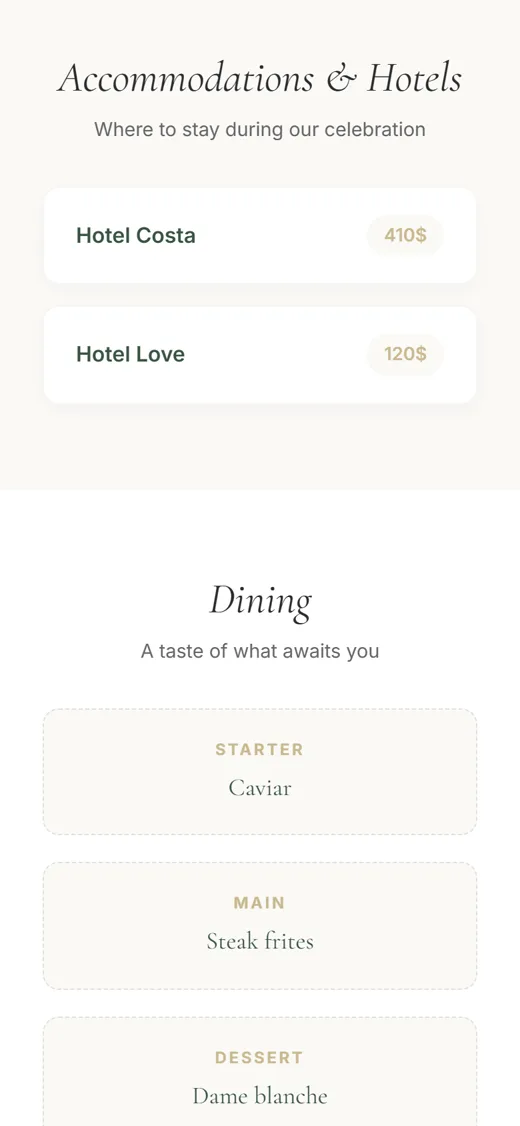 Accommodations & Hotels
Where to stay during our celebration
Hotel Costa
410$
Hotel Love
120$
Dining
A taste of what awaits you
STARTER
Caviar
MAIN
Steak frites
DESSERT
Dame blanche